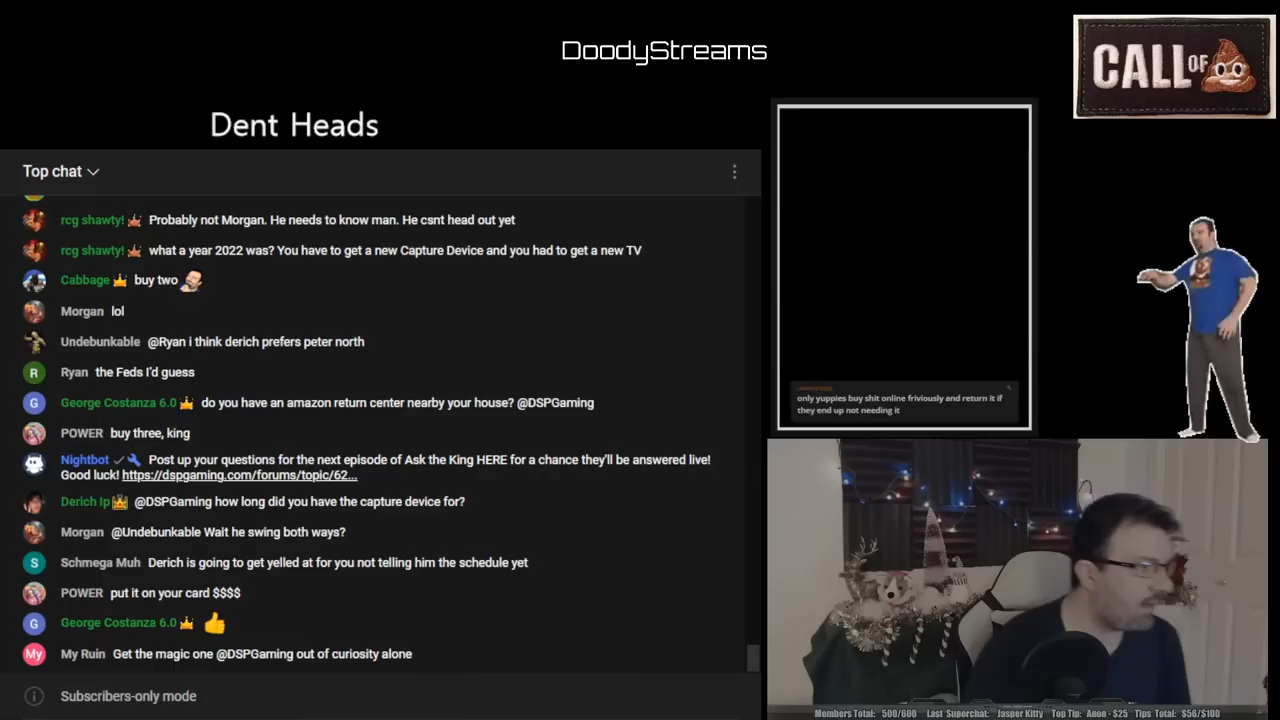 DoodyStreams
CALL OF
Dent Heads
Top chat
rcg shawty! Probably not Morgan. He needs to know man. He csnt head out yet
rcg shawty! what a year 2022 was? You have to get a new Capture Device and you had to get a new TV
Cabbage buy two
Morgan lol
Undebunkable @Ryan i think derich prefers peter north
R Ryan the Feds I'd guess
G George Costanza 6.0 do you have an amazon return center nearby your house? @DSPGaming
POWER buy three, king
Nightbot Post up your questions for the next episode of Ask the King HERE for a chance they'll be answered live!
Good luck! https://dspgaming.com/forums/topic/62...
Derich Ip @DSPGaming how long did you have the capture device for?
Morgan @Undebunkable Wait he swing both ways?
S Schmega Muh Derich is going to get yelled at for you not telling him the schedule yet
POWER put it on your card $$$$
G George Costanza 6.0
My My Ruin Get the magic one @DSPGaming out of curiosity alone
Subscribers-only mode
only yuppies buy shit online friviously and return it if
they end up not needing it
Members Total: 500/600 Last Superchat: Jasper Kitty Top Tip: Anon - $25 Tips Total: $56/$100